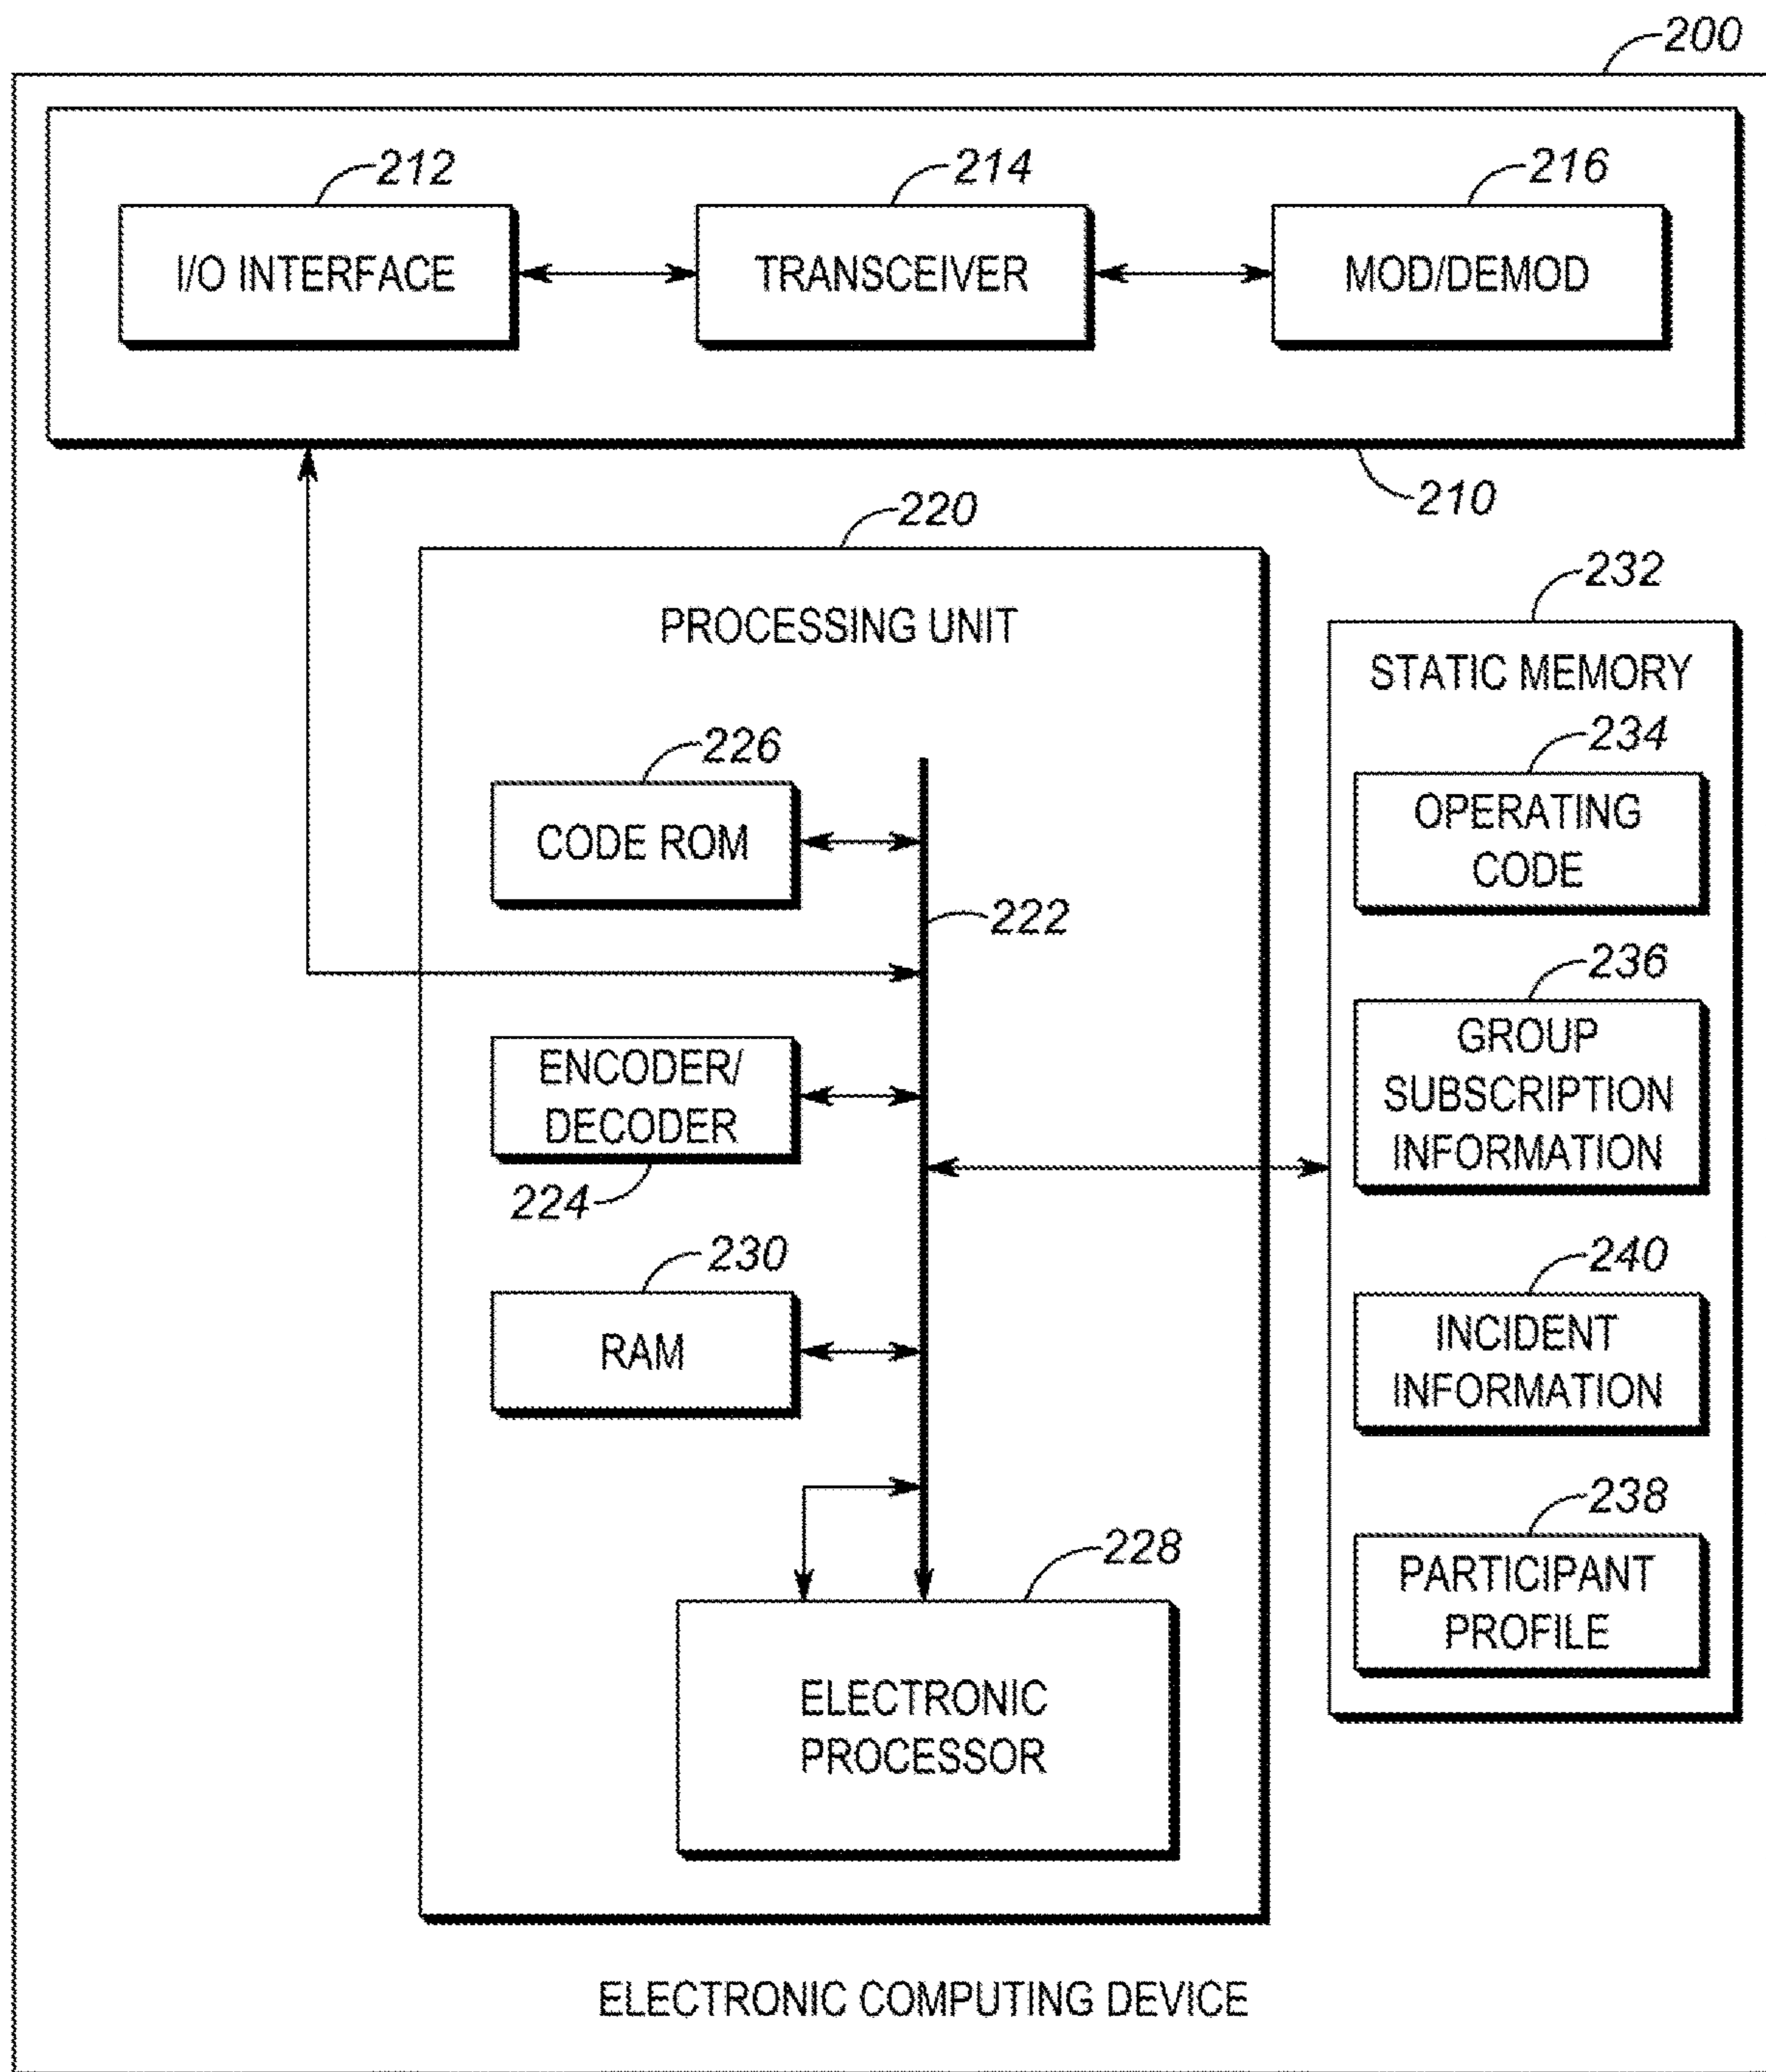 200
212
214
216
I/O INTERFACE
TRANSCEIVER
MOD/DEMOD
210
220
PROCESSING UNIT
226
CODE ROM
222
ENCODER/
DECODER
224
230
RAM
228
ELECTRONIC
PROCESSOR
232
STATIC MEMORY
234
OPERATING
CODE
236
GROUP
SUBSCRIPTION
INFORMATION
240
INCIDENT
INFORMATION
238
PARTICIPANT
PROFILE
ELECTRONIC COMPUTING DEVICE